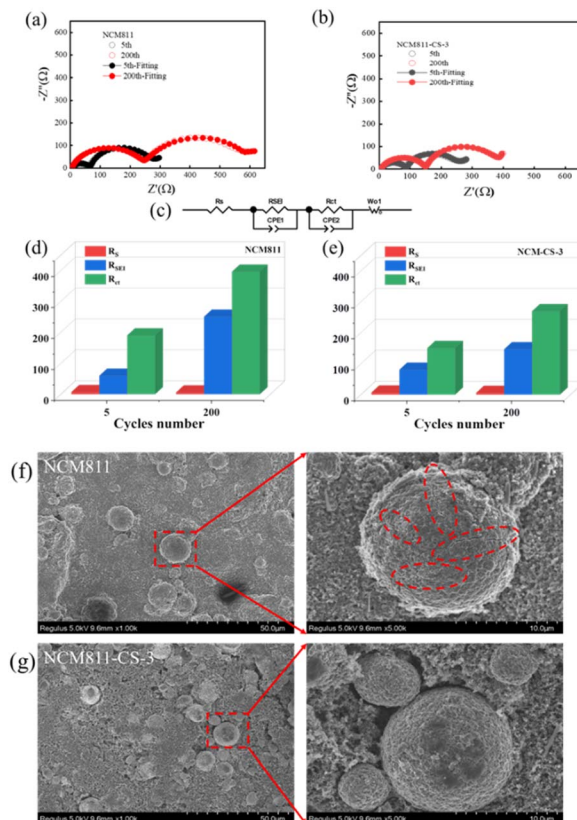 (a)
NCM811
5th
200th
5th-Fitting
200th-Fitting
-Z''(Ω)
600
500
400
300
200
100
0
0 100 200 300 400 500 600
Z'(Ω)
(b)
NCM811-CS-3
5th
200th
5th-Fitting
200th-Fitting
-Z''(Ω)
600
500
400
300
200
100
0
0 100 200 300 400 500 600
Z'(Ω)
(c)
Rs RSEI Rct Wo1
CPE1 CPE2
(d)
NCM811
RS
RSEI
Rct
400
300
200
100
0
5 200
Cycles number
(e)
NCM-CS-3
RS
RSEI
Rct
400
300
200
100
0
5 200
Cycles number
(f)
NCM811
Regulus 5.0kV 9.6mm x1.00k 50.0μm
Regulus 5.0kV 9.6mm x5.00k 10.0μm
(g)
NCM811-CS-3
Regulus 5.0kV 9.6mm x1.00k 50.0μm
Regulus 5.0kV 9.6mm x5.00k 10.0μm